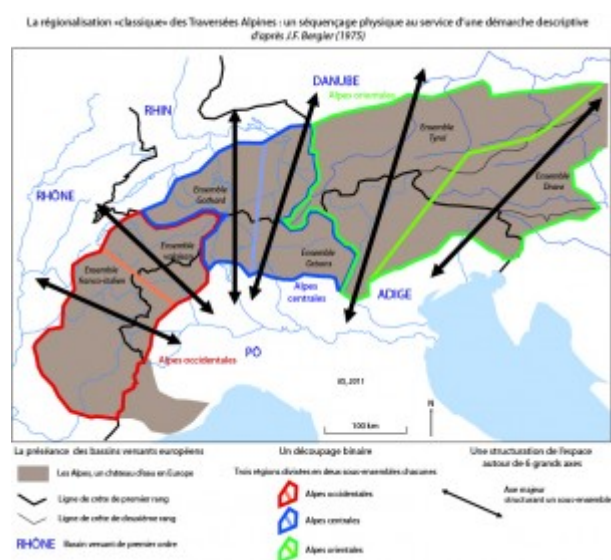 La régionalisation «classique» des Traversées Alpines : un séquençage physique au service d'une démarche descriptive
d'après J.F. Bergier (1975)
DANUBE
Alpes orientales
RHIN
Ensemble
Tyrol
Ensemble
Gothard
Ensemble
Drave
RHÔNE
Ensemble
valaisan
Ensemble
franco-italien
Ensemble
Grisons
Alpes
centrales
ADIGE
Alpes occidentales
PÔ
2011
N
100 km
La préséance des bassins versants européens
Les Alpes, un château d'eau en Europe
Ligne de crête de premier rang
Ligne de crête de deuxième rang
RHÔNE Bassin versant de premier ordre
Un découpage binaire
Trois régions divisées en deux sous-ensembles chacunes
Alpes occidentales
Alpes centrales
Alpes orientales
Une structuration de l'espace
autour de 6 grands axes
Axe majeur
structurant un sous-ensemble